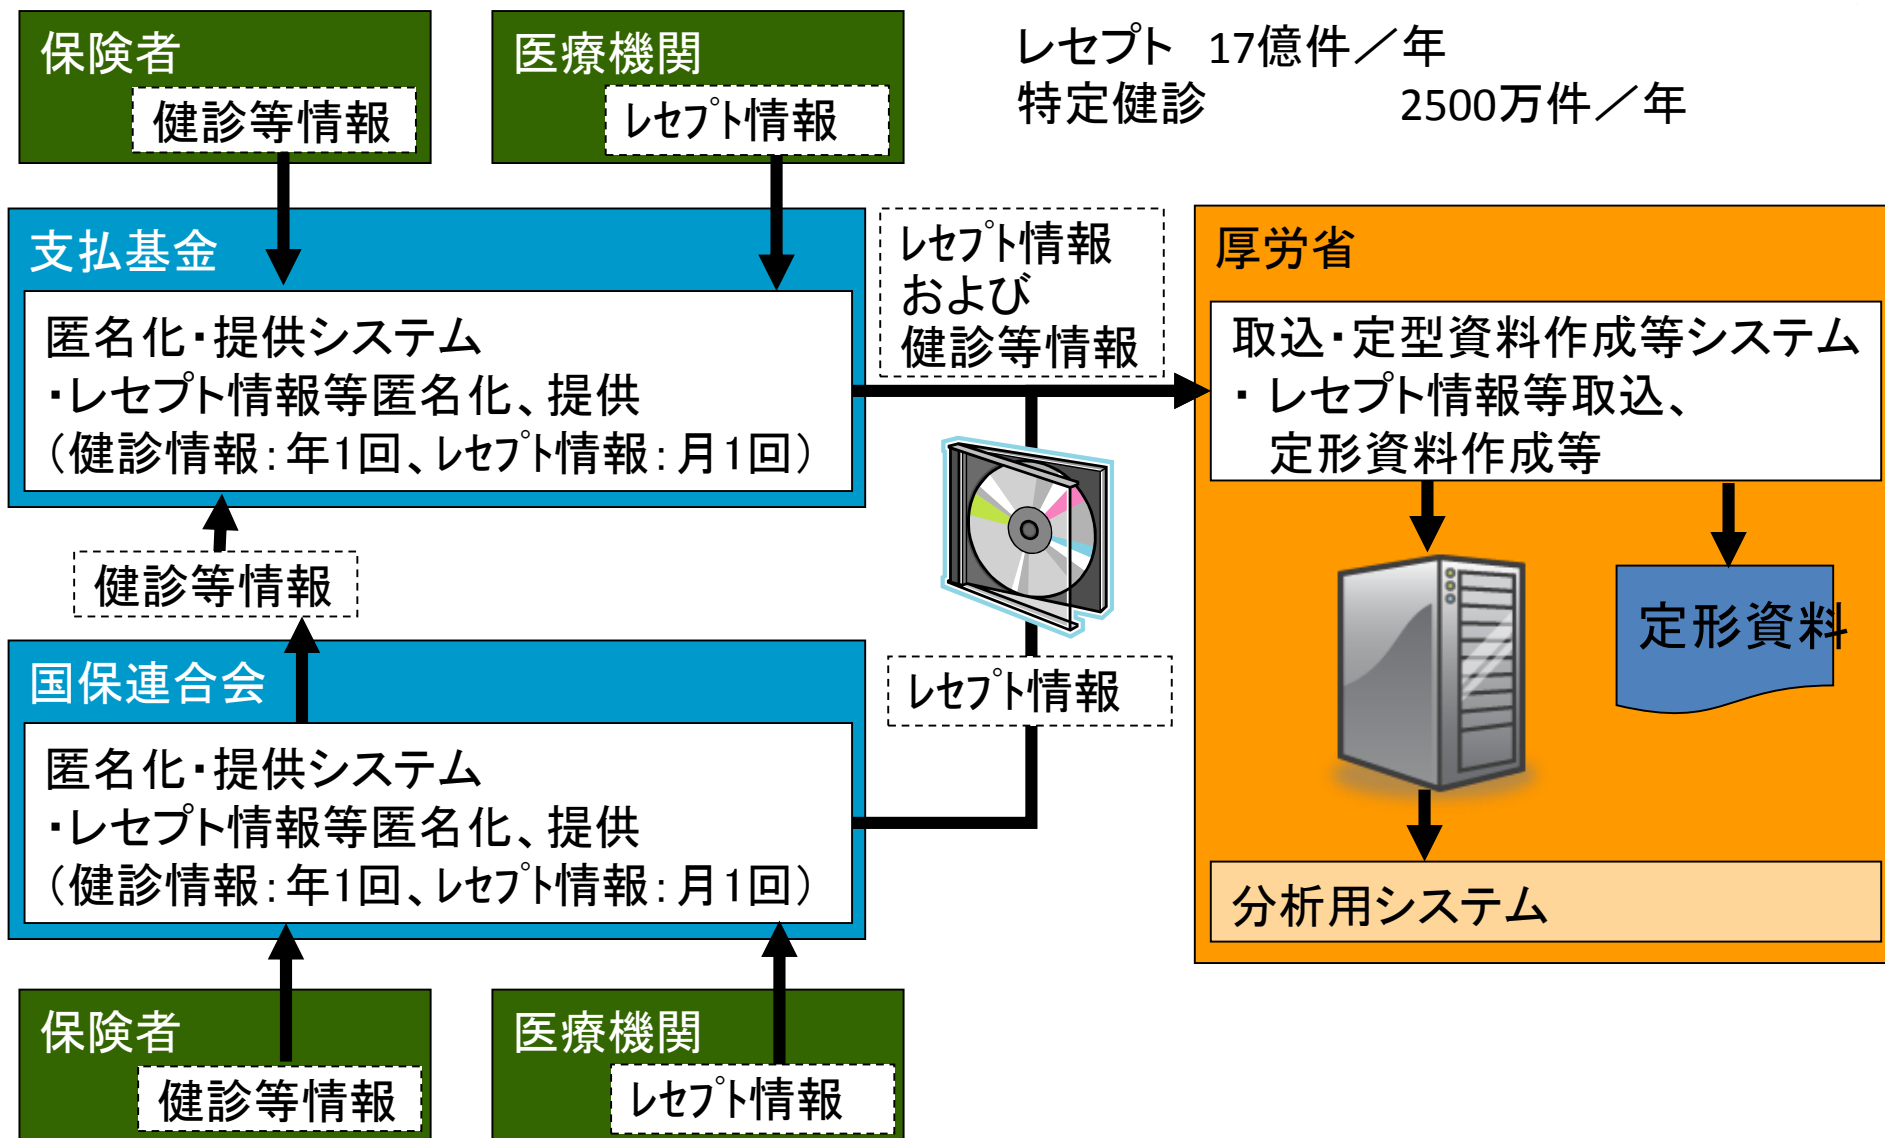 保険者
健診等情報
医療機関
レセプト情報
レセプト 17億件／年
特定健診 2500万件／年
支払基金
匿名化・提供システム
・レセプト情報等匿名化、提供
（健診情報：年1回、レセプト情報：月1回）
レセプト情報
および
健診等情報
厚労省
取込・定型資料作成等システム
・レセプト情報等取込、
定形資料作成等
健診等情報
定形資料
国保連合会
レセプト情報
匿名化・提供システム
・レセプト情報等匿名化、提供
（健診情報：年1回、レセプト情報：月1回）
分析用システム
保険者
健診等情報
医療機関
レセプト情報